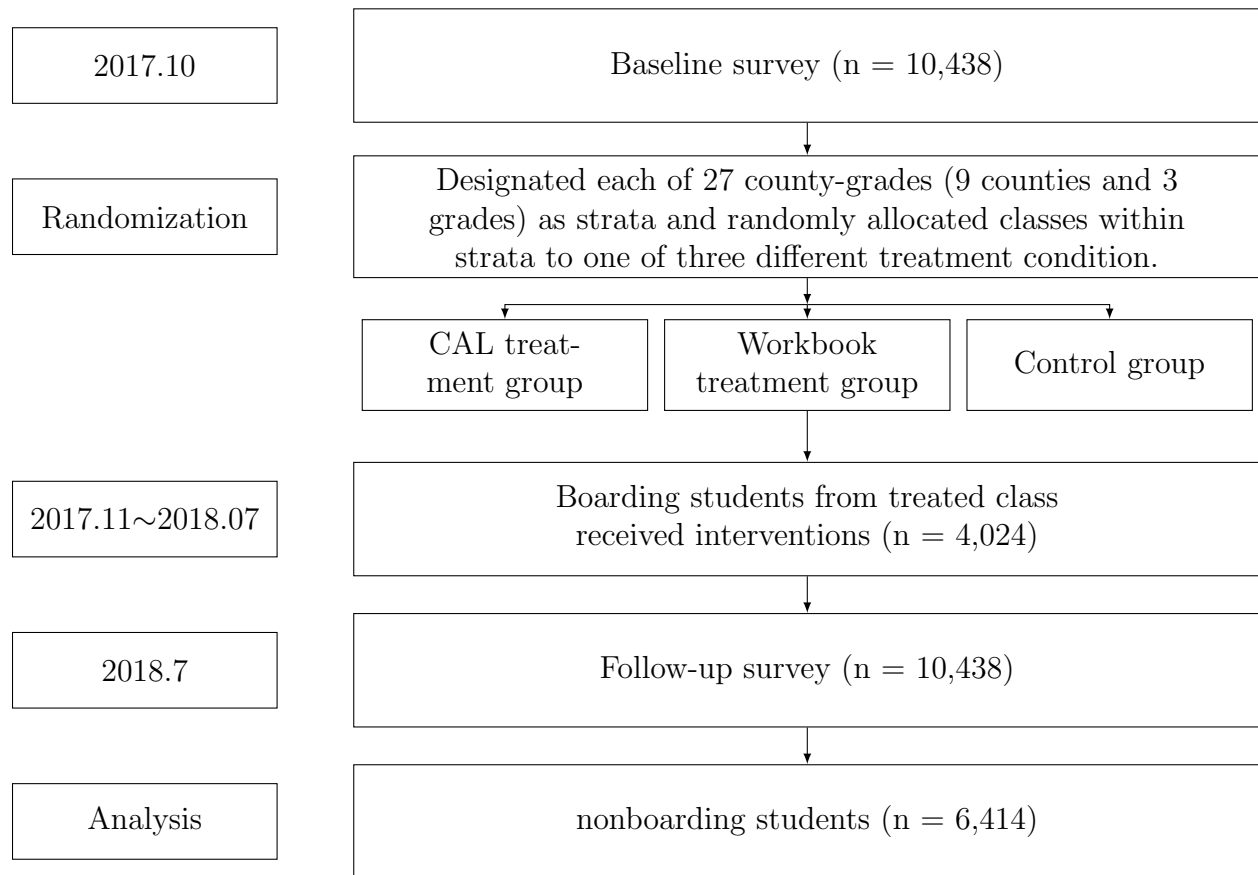 2017.10
Baseline survey (n = 10,438)
Randomization
Designated each of 27 county-grades (9 counties and 3
grades) as strata and randomly allocated classes within
strata to one of three different treatment condition.
CAL treat-
ment group
Workbook
treatment group
Control group
2017.11~2018.07
Boarding students from treated class
received interventions (n = 4,024)
2018.7
Follow-up survey (n = 10,438)
Analysis
nonboarding students (n = 6,414)